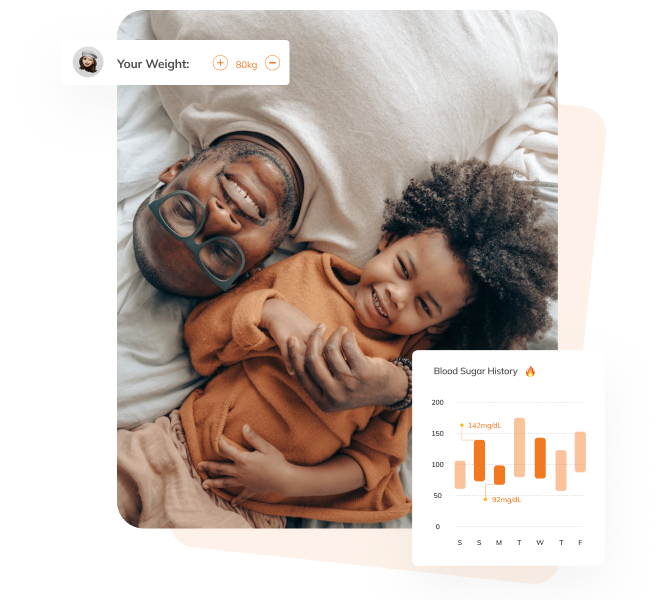 Your Weight: 80kg
Blood Sugar History
200
142mg/dL
150
100
50
92mg/dL
0
S S M T W T F